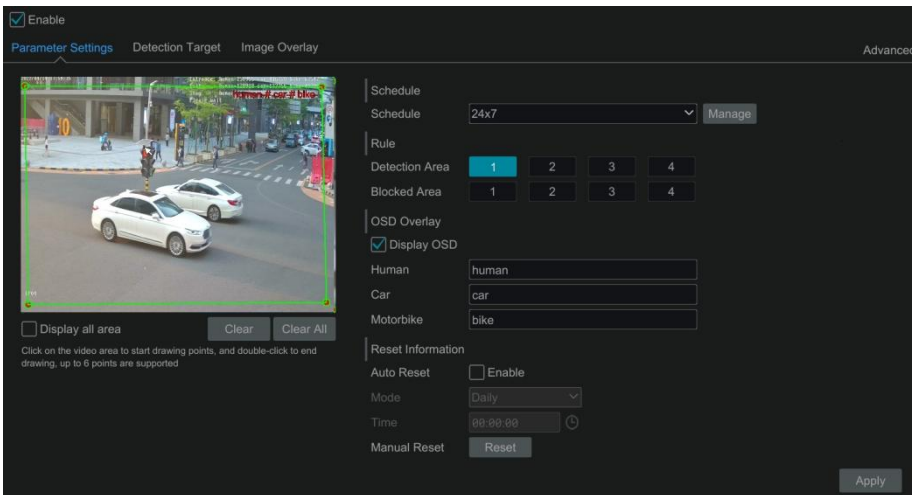 Enable
Parameter Settings Detection Target Image Overlay
Advanced
human:# car:# bike
Schedule
Schedule 24x7 Manage
Rule
Detection Area 1 2 3 4
Blocked Area 1 2 3 4
OSD Overlay
Display OSD
Human human
Car car
Motorbike bike
Display all area Clear Clear All
Click on the video area to start drawing points, and double-click to end
drawing, up to 6 points are supported
Reset Information
Auto Reset Enable
Mode Daily
Time 00:00:00
Manual Reset Reset
Apply